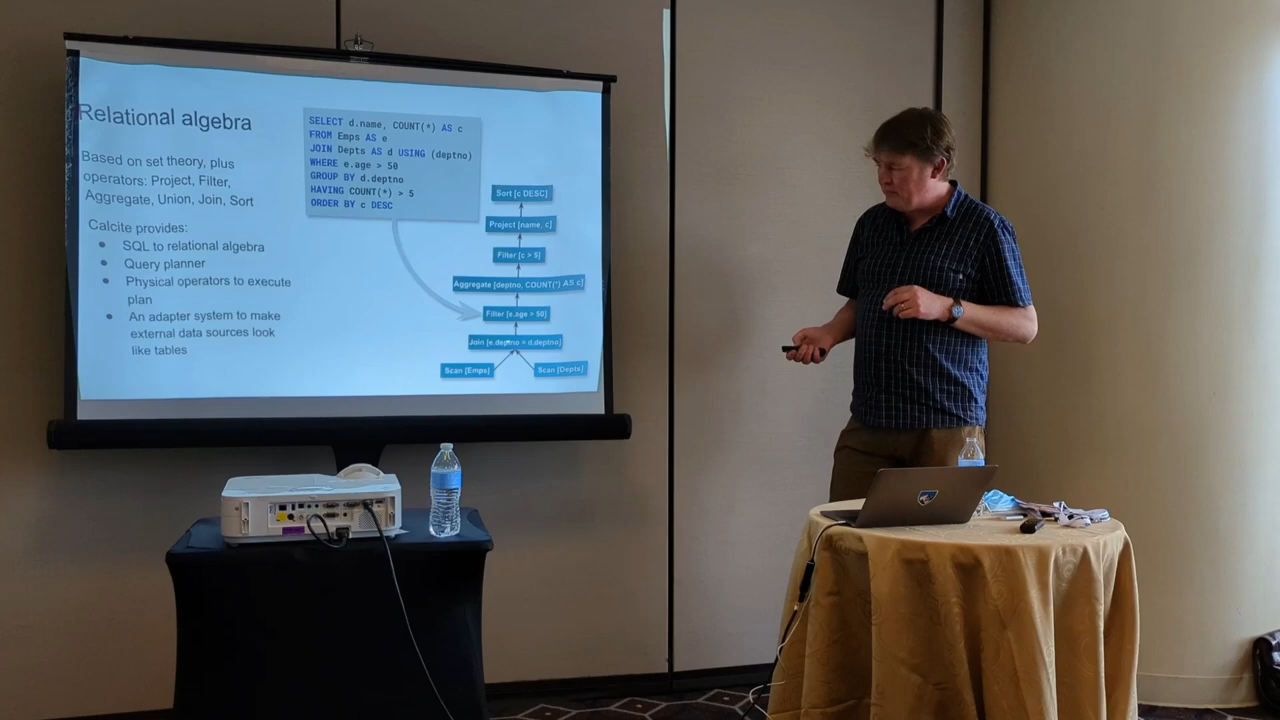 Relational algebra
Based on set theory, plus
operators: Project, Filter,
Aggregate, Union, Join, Sort
Calcite provides:
● SQL to relational algebra
● Query planner
● Physical operators to execute
plan
● An adapter system to make
external data sources look
like tables
SELECT d.name, COUNT(*) AS c
FROM Emps AS e
JOIN Depts AS d USING (deptno)
WHERE e.age > 50
GROUP BY d.deptno
HAVING COUNT(*) > 5
ORDER BY c DESC
Sort [c DESC]
Project [name, c]
Filter [c > 5]
Aggregate [deptno, COUNT(*) AS c]
Filter [e.age > 50]
Join [e.deptno = d.deptno]
Scan [Emps]
Scan [Depts]